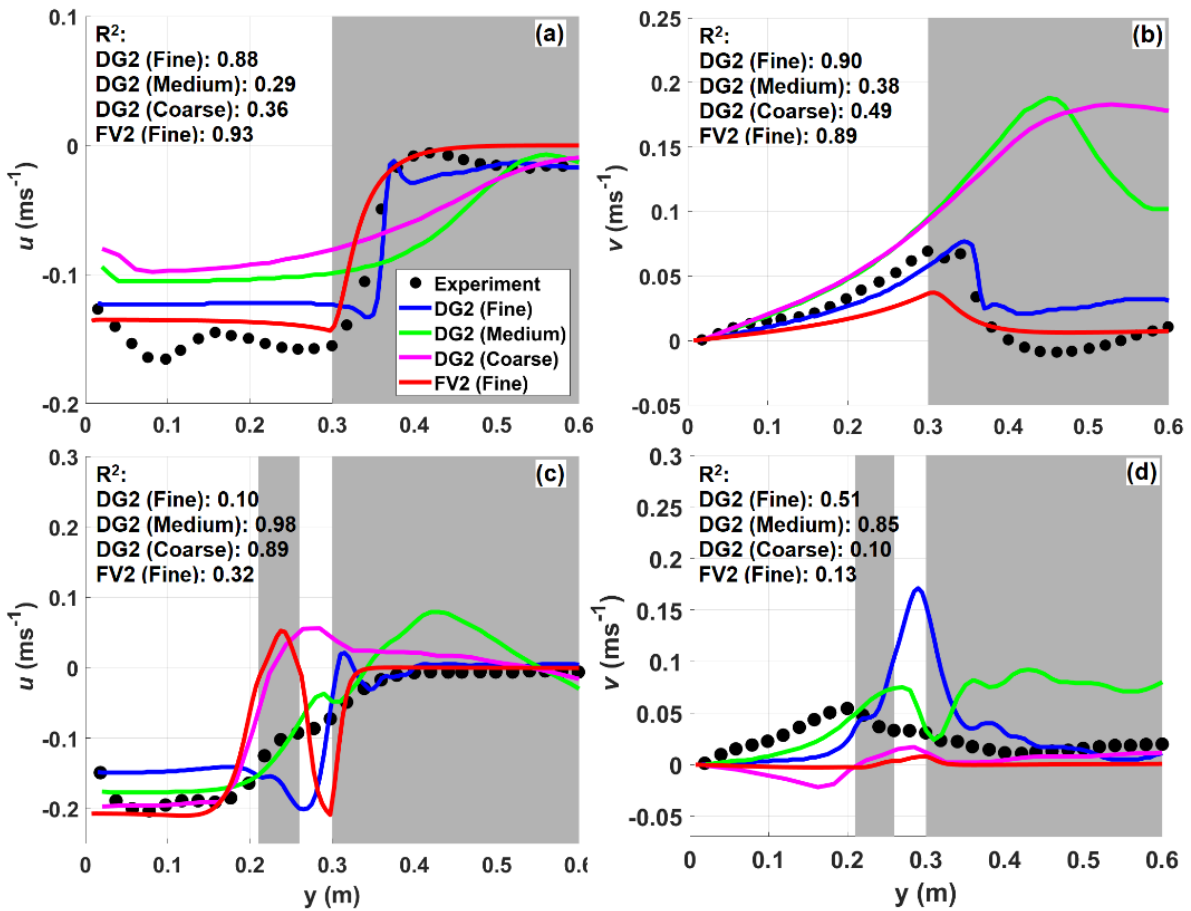 (a)
R²:
DG2 (Fine): 0.88
DG2 (Medium): 0.29
DG2 (Coarse): 0.36
FV2 (Fine): 0.93
0.1
0
-0.1
-0.2
u (ms⁻¹)
0
0.1
0.2
0.3
0.4
0.5
0.6
Experiment
DG2 (Fine)
DG2 (Medium)
DG2 (Coarse)
FV2 (Fine)
(b)
R²:
DG2 (Fine): 0.90
DG2 (Medium): 0.38
DG2 (Coarse): 0.49
FV2 (Fine): 0.89
0.25
0.2
0.15
0.1
0.05
0
-0.05
v (ms⁻¹)
0
0.1
0.2
0.3
0.4
0.5
0.6
(c)
R²:
DG2 (Fine): 0.10
DG2 (Medium): 0.98
DG2 (Coarse): 0.89
FV2 (Fine): 0.32
0.3
0.2
0.1
0
-0.1
-0.2
u (ms⁻¹)
0
0.1
0.2
0.3
0.4
0.5
0.6
y (m)
(d)
R²:
DG2 (Fine): 0.51
DG2 (Medium): 0.85
DG2 (Coarse): 0.10
FV2 (Fine): 0.13
0.3
0.25
0.2
0.15
0.1
0.05
0
-0.05
v (ms⁻¹)
0
0.1
0.2
0.3
0.4
0.5
0.6
y (m)